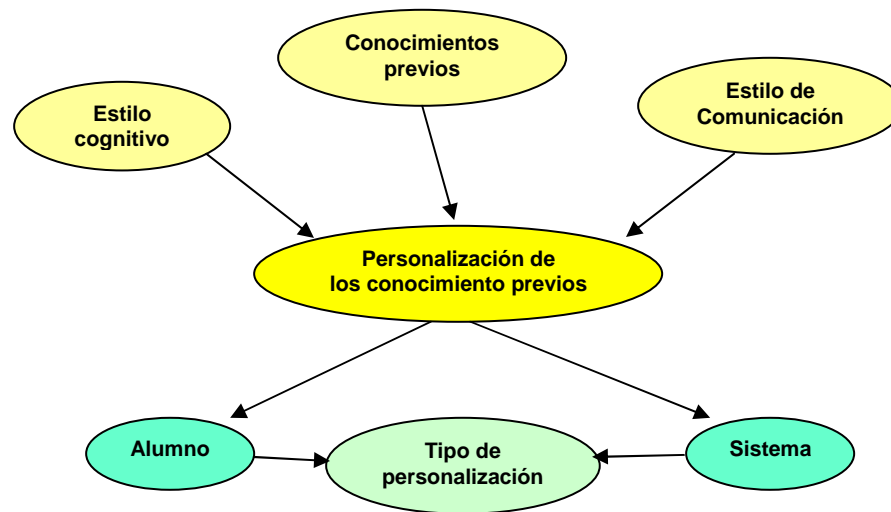 Conocimientos
previos
Estilo
cognitivo
Estilo de
Comunicación
Personalización de
los conocimiento previos
Alumno
Tipo de
personalización
Sistema